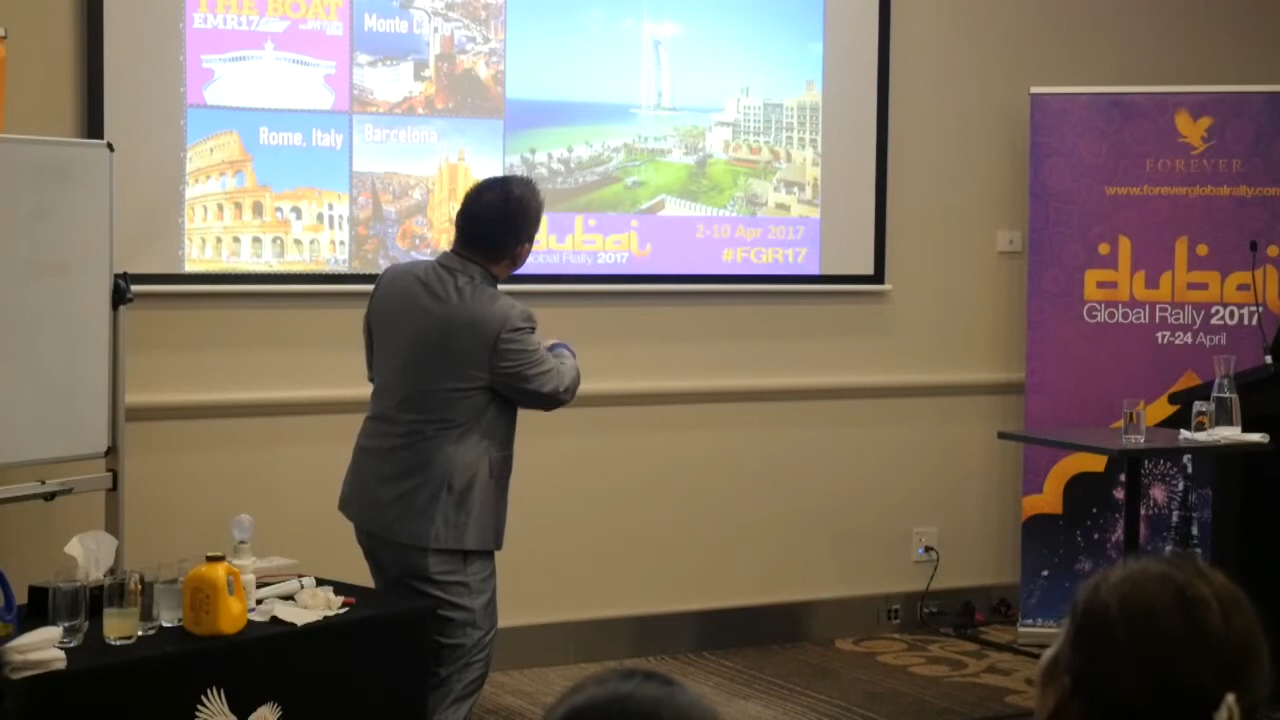 THE BOAT
EMR17
Monte
Rome, Italy
Barcelona
dubai
Global Rally 2017
2-10 Apr 2017
#FGR17
FOREVER
www.foreverglobalrally.com
dubai
Global Rally 2017
17-24 April